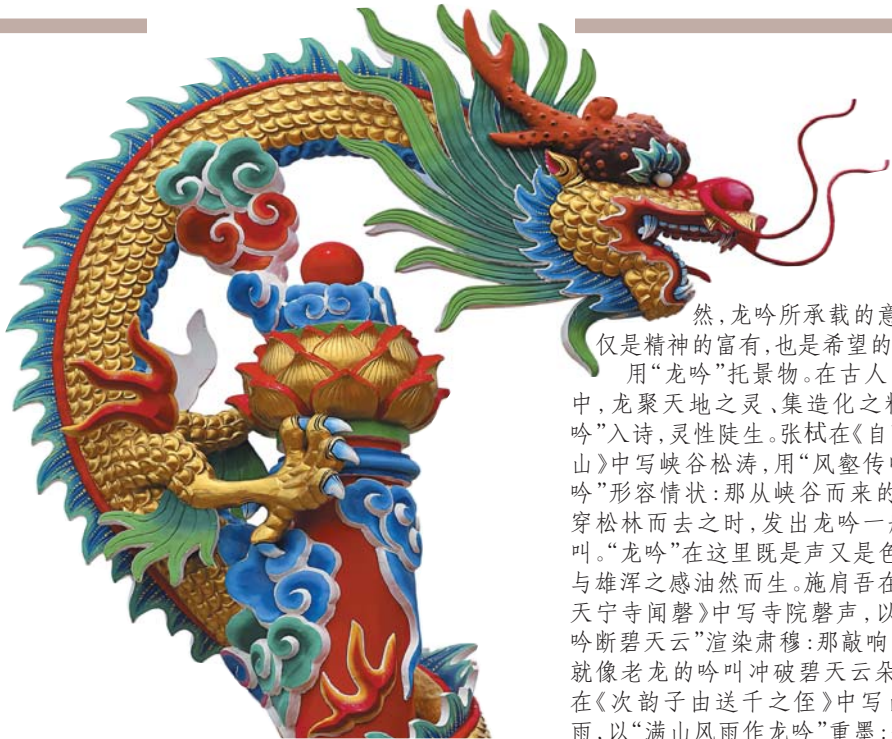 然，龙吟所承载的意
仅是精神的富有，也是希望的
用“龙吟”托景物。在古人
中，龙聚天地之灵、集造化之
吟”入诗，灵性陡生。张栻在《自
山》中写峡谷松涛，用“风壑传
吟”形容情状：那从峡谷而来的
穿松林而去之时，发出龙吟一
叫。“龙吟”在这里既是声又是色
与雄浑之感油然而生。施肩吾在
天宁寺闻磬》中写寺院磬声，以
吟断碧天云”渲染肃穆：那敲响
就像老龙的吟叫冲破碧天云朵
在《次韵子由送千之侄》中写
雨，以“满山风雨作龙吟”重墨：